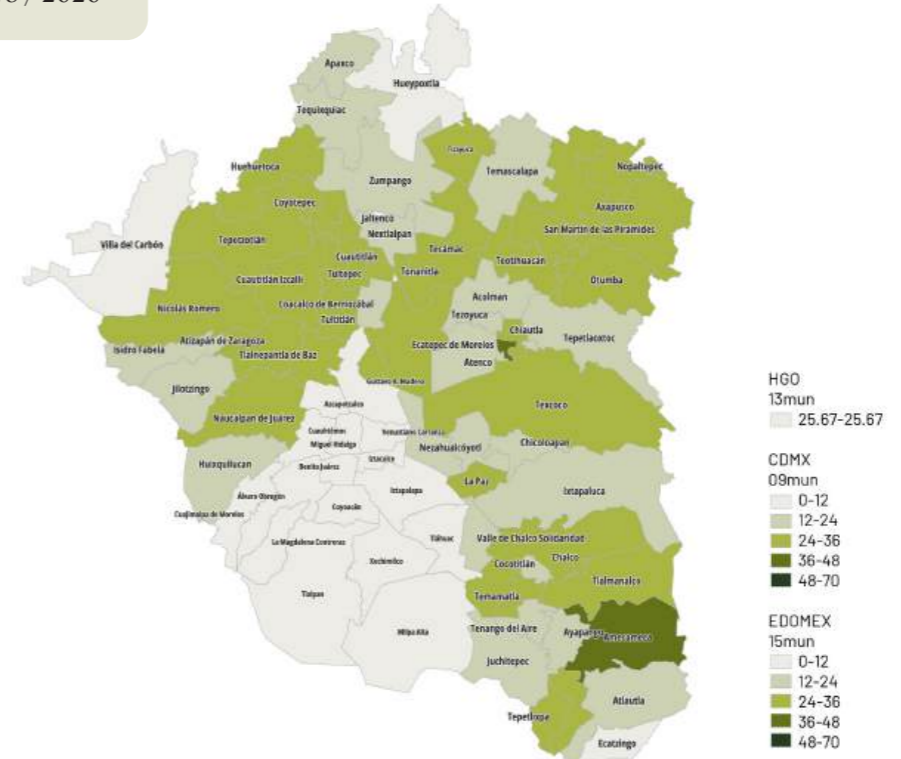 Apaxco
Hueypoxtla
Tequixquiac
Tizayuca
Huehuetoca
Temascalapa
Nopaltepec
Zumpango
Coyotepec
Axapusco
Jaltenco
Nextlalpan
San Martín de las Pirámides
Tepotzotlán
Villa del Carbón
Tecámac
Cuautitlán
Teotihuacán
Tultepec
Tonanitla
Cuautitlán Izcalli
Otumba
Acolman
Coacalco de Berriozábal
Nicolás Romero
Tezoyuca
Tultitlán
Chiautla
Tepetlaoxtoc
Atizapán de Zaragoza
Ecatepec de Morelos
Isidro Fabela
Tlalnepantla de Baz
Atenco
Gustavo A. Madero
Jilotzingo
Azcapotzalco
Texcoco
Naucalpan de Juárez
Cuauhtémoc
Venustiano Carranza
Miguel Hidalgo
Chicoloapan
Nezahualcóyotl
Iztacalco
Huixquilucan
Benito Juárez
La Paz
Iztapalapa
Ixtapaluca
Álvaro Obregón
Coyoacán
Cuajimalpa de Morelos
La Magdalena Contreras
Tláhuac
Valle de Chalco Solidaridad
Chalco
Xochimilco
Cocotitlán
Tlalmanalco
Tlalpan
Temamatla
Milpa Alta
Tenango del Aire
Ayapango
Amecameca
Juchitepec
Atlautla
Tepetlixpa
Ecatzingo
HGO
13mun
25.67-25.67
CDMX
09mun
0-12
12-24
24-36
36-48
48-70
EDOMEX
15mun
0-12
12-24
24-36
36-48
48-70